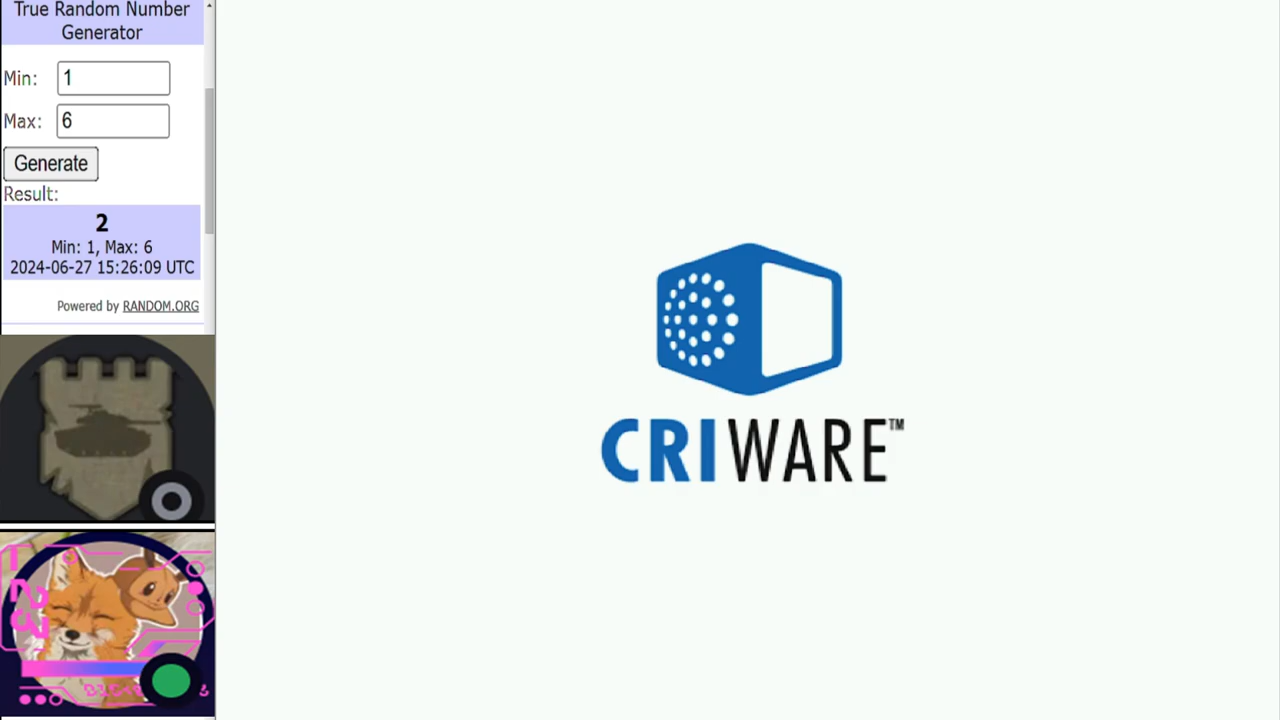 True Random Number
Generator
Min: 1
Max: 6
Generate
Result:
2
Min: 1, Max: 6
2024-06-27 15:26:09 UTC
Powered by RANDOM.ORG
CRIWARE™